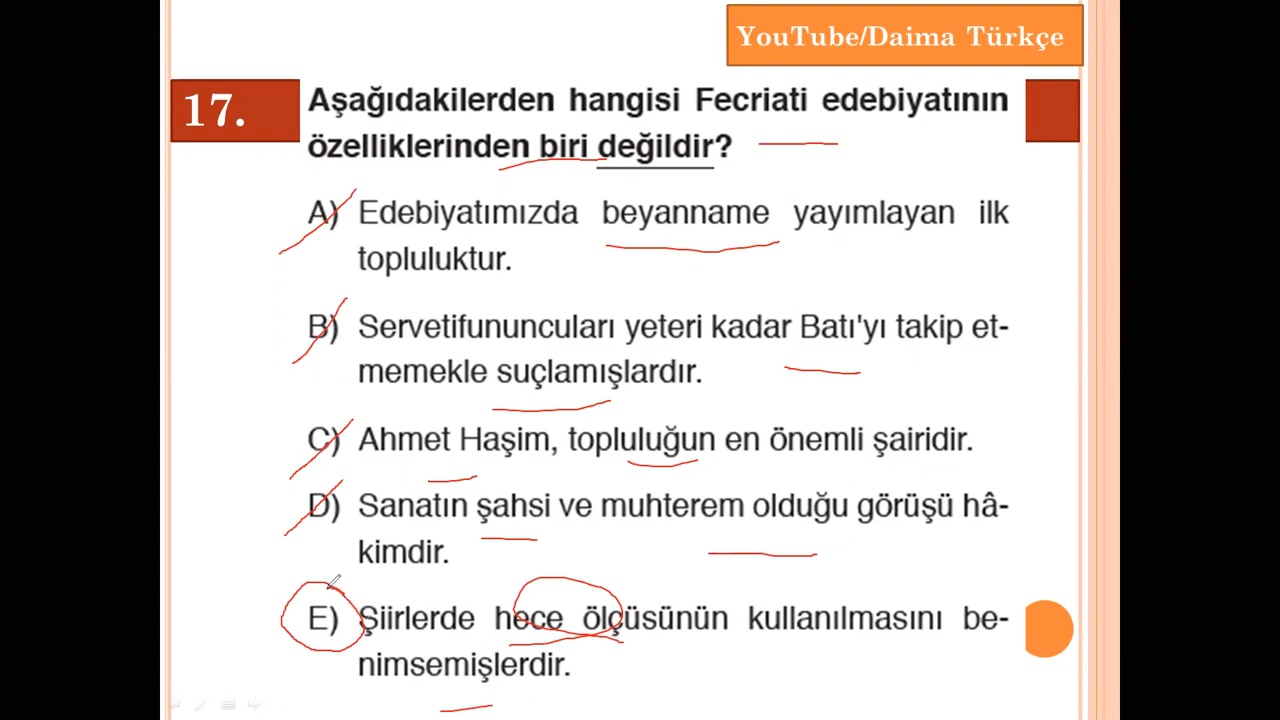 YouTube/Daima Türkçe
17.
Aşağıdakilerden hangisi Fecriati edebiyatının
özelliklerinden biri değildir?
A) Edebiyatımızda beyanname yayımlayan ilk
topluluktur.
B) Servetifununcuları yeteri kadar Batı'yı takip et-
memekle suçlamışlardır.
C) Ahmet Haşim, topluluğun en önemli şairidir.
D) Sanatın şahsi ve muhterem olduğu görüşü hâ-
kimdir.
E) Şiirlerde hece ölçüsünün kullanılmasını be-
nimsemişlerdir.